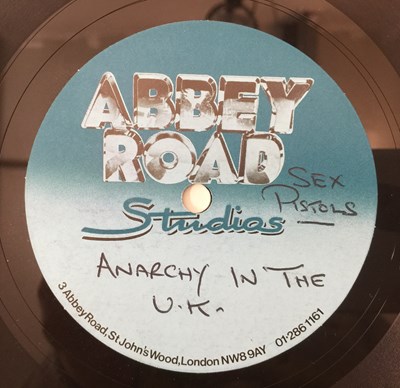 ABBEY
ROAD
Studios
SEX
PISTOLS
ANARCHY IN THE
U.K.
3 Abbey Road, St John's Wood, London NW8 9AY 01-286 1161